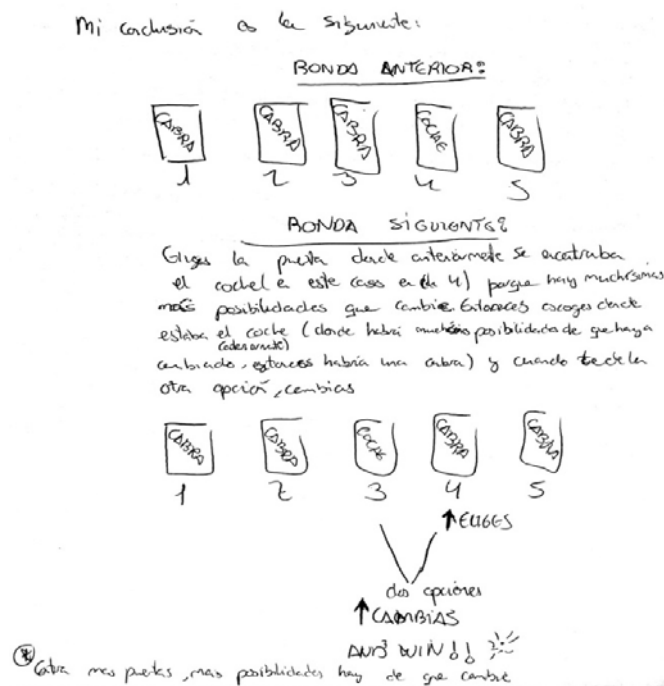 Mi conclusión es la siguiente:
RONDA ANTERIOR:
CABRA CABRA CABRA COCHE CABRA
1 2 3 4 5
RONDA SIGUIENTE:
Eliges la puerta donde anteriormente se encontraba
el coche (en este caso en la 4) porque hay muchísimas
más posibilidades que cambie. Entonces escoges donde
estaba el coche (donde habrá muchas posibilidades de que haya
cambiado, entonces habría una cabra) y cuando te de la
otra opción, cambias
CABRA CABRA COCHE CABRA CABRA
1 2 3 4 5
↑ ELIGES
dos opciones
↑ CAMBIAS
AND WIN!!
* más puertas, más posibilidades hay de que cambie